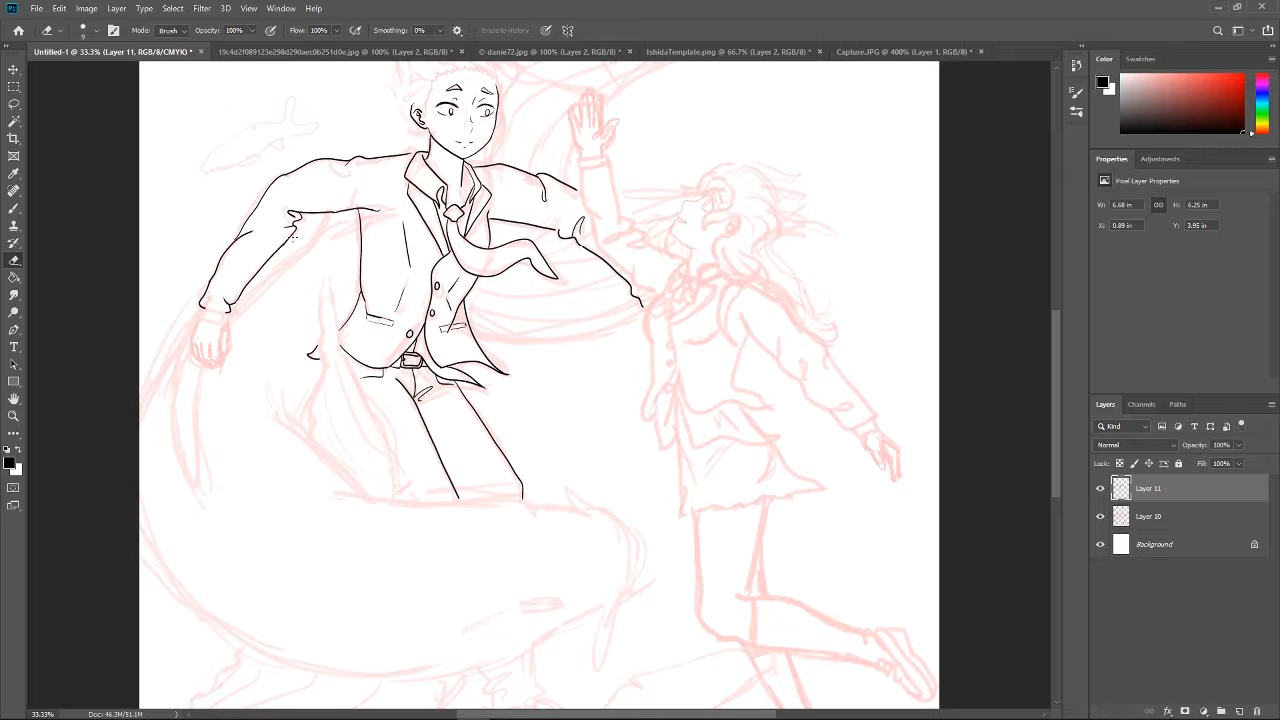 Ps File Edit Image Layer Type Select Filter 3D View Window Help
Mode: Brush Opacity: 100% Flow: 100% Smoothing: 0% Erase to History
Untitled-1 @ 33.3% (Layer 11, RGB/8/CMYK) * × 19c4d2f089123e298d290aec0b251d0e.jpg @ 100% (Layer 2, RGB/8) * × © danie72.jpg @ 100% (Layer 2, RGB/8) * × IshidaTemplate.png @ 66.7% (Layer 2, RGB/8) * × Capture.JPG @ 400% (Layer 1, RGB/8) * ×
Color Swatches
Properties Adjustments
Pixel Layer Properties
W: 6.68 in H: 6.25 in
X: 0.89 in Y: 3.95 in
Layers Channels Paths
Kind
Normal Opacity: 100%
Lock: Fill: 100%
Layer 11
Layer 10
Background
33.33% Doc: 46.3M/51.1M